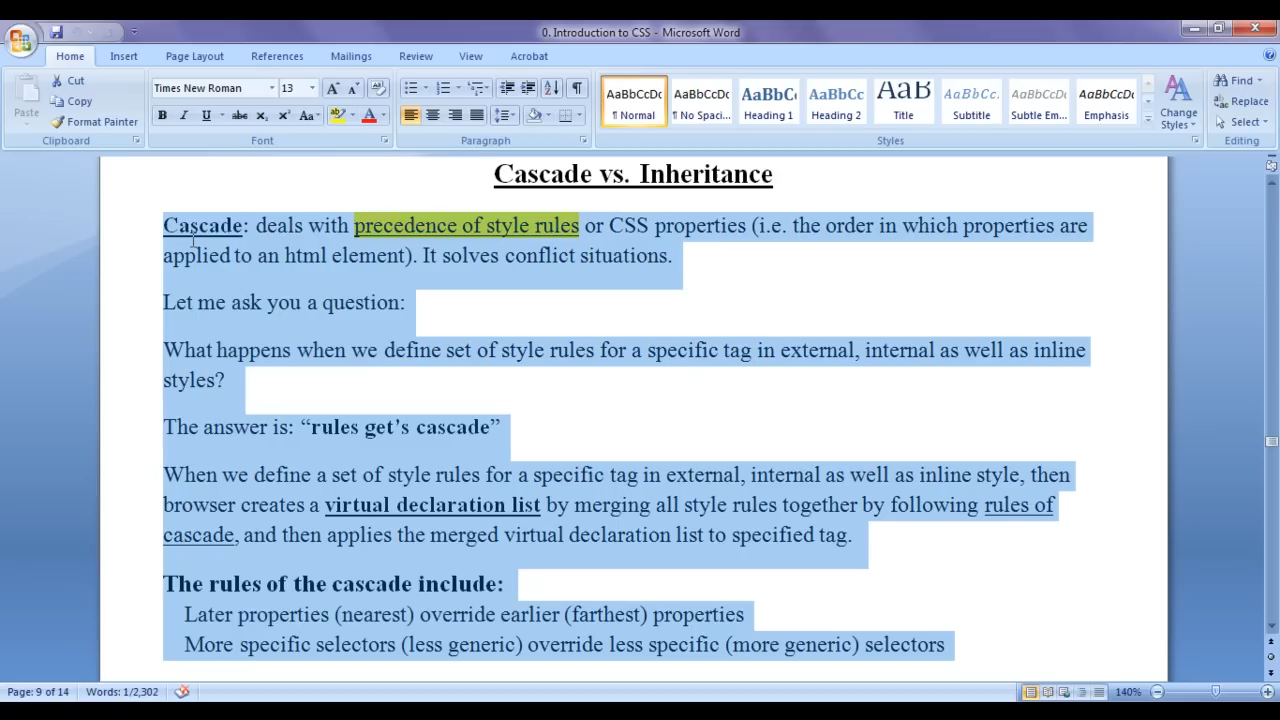 0. Introduction to CSS - Microsoft Word
Home Insert Page Layout References Mailings Review View Acrobat
Paste
Cut
Copy
Format Painter
Clipboard
Times New Roman 13
B I U abc x₂ x² Aa
Font
Paragraph
AaBbCcDc AaBbCcDc AaBbC AaBbCc AaB AaBbCc. AaBbCcDc AaBbCcDc
¶ Normal ¶ No Spaci... Heading 1 Heading 2 Title Subtitle Subtle Em... Emphasis
Change Styles
Styles
Find
Replace
Select
Editing
Cascade vs. Inheritance
Cascade: deals with precedence of style rules or CSS properties (i.e. the order in which properties are
applied to an html element). It solves conflict situations.
Let me ask you a question:
What happens when we define set of style rules for a specific tag in external, internal as well as inline
styles?
The answer is: “rules get’s cascade”
When we define a set of style rules for a specific tag in external, internal as well as inline style, then
browser creates a virtual declaration list by merging all style rules together by following rules of
cascade, and then applies the merged virtual declaration list to specified tag.
The rules of the cascade include:
Later properties (nearest) override earlier (farthest) properties
More specific selectors (less generic) override less specific (more generic) selectors
Page: 9 of 14 Words: 1/2,302 140%